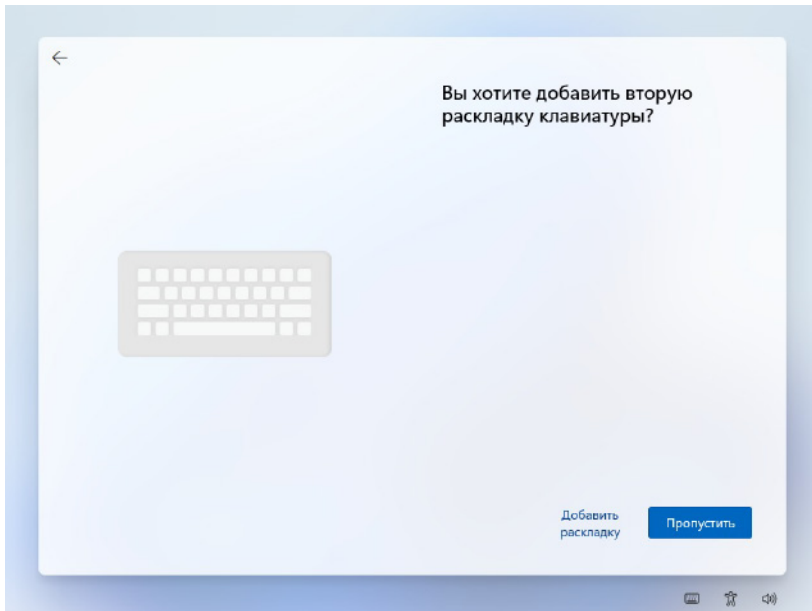 Вы хотите добавить вторую
раскладку клавиатуры?
Добавить
раскладку
Пропустить